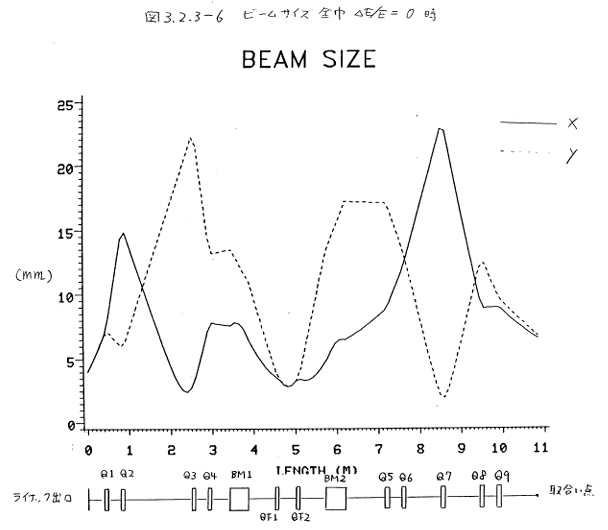 図3.2.3-6 ビームサイズ 全巾 ΔE/E = 0 時
BEAM SIZE
25
20
15
10
5
0
(mm)
X
y
0 1 2 3 4 5 6 7 8 9 10 11
LENGTH (M)
Q1 Q2 Q3 Q4 BM1 BM2 Q5 Q6 Q7 Q8 Q9
ライナック出口
取合い点
QF1 QF2